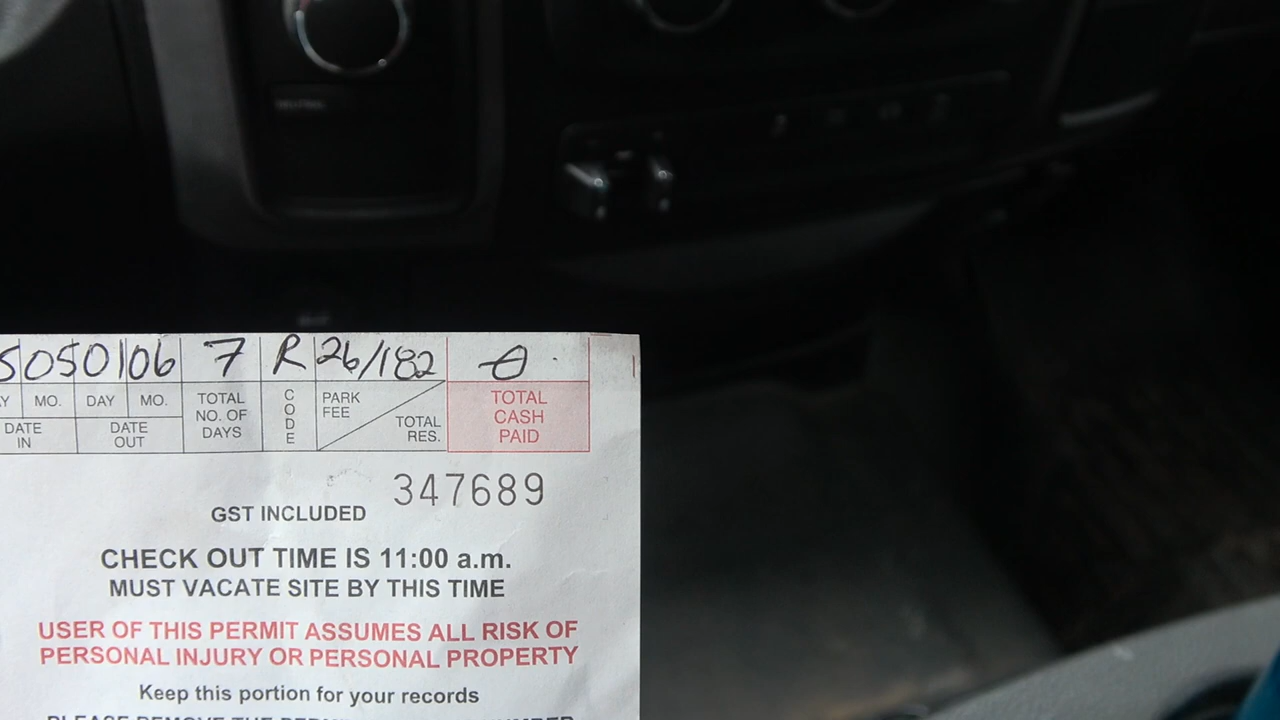 5050106 7 R 26/182 0
Y MO. DAY MO. TOTAL NO. OF DAYS CODE PARK FEE TOTAL RES. TOTAL CASH PAID
DATE IN DATE OUT
347689
GST INCLUDED
CHECK OUT TIME IS 11:00 a.m.
MUST VACATE SITE BY THIS TIME
USER OF THIS PERMIT ASSUMES ALL RISK OF
PERSONAL INJURY OR PERSONAL PROPERTY
Keep this portion for your records
PLEASE REMOVE THE